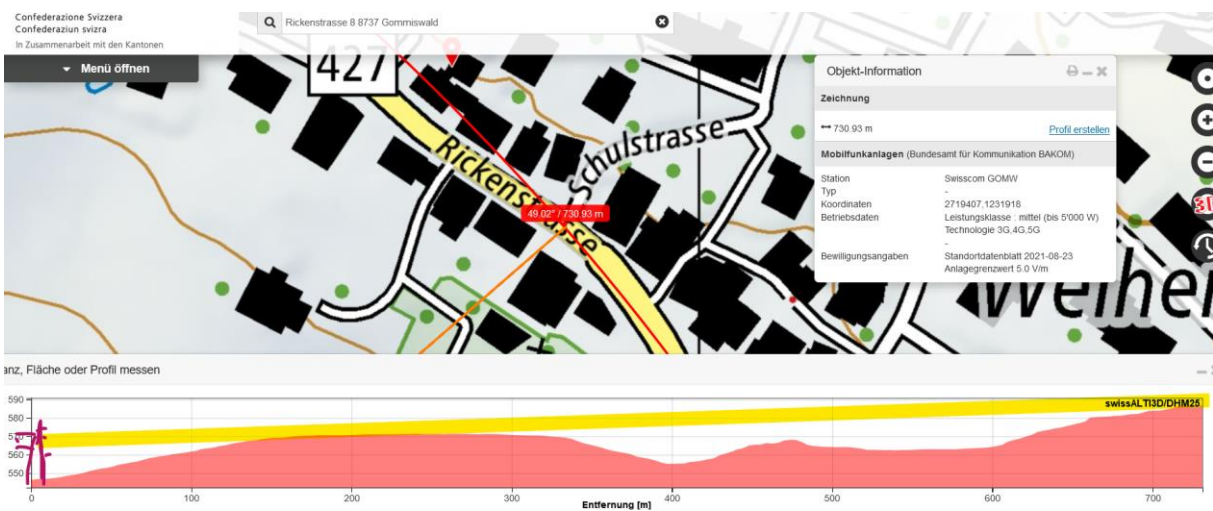 Confederazione Svizzera
Confederaziun svizra
In Zusammenarbeit mit den Kantonen
Rickenstrasse 8 8737 Gommiswald
Menü öffnen
427
Rickenstrasse
Schulstrasse
49.02° / 730.93 m
Weiher
Objekt-Information
Zeichnung
730.93 m Profil erstellen
Mobilfunkanlagen (Bundesamt für Kommunikation BAKOM)
Station Swisscom GOMW
Typ -
Koordinaten 2719407,1231918
Betriebsdaten Leistungsklasse : mittel (bis 5'000 W)
Technologie 3G,4G,5G
-
Bewilligungsangaben Standortdatenblatt 2021-08-23
Anlagegrenzwert 5.0 V/m
3D
anz, Fläche oder Profil messen
swissALTI3D/DHM25
590
580
570
560
550
0 100 200 300 400 500 600 700
Entfernung [m]